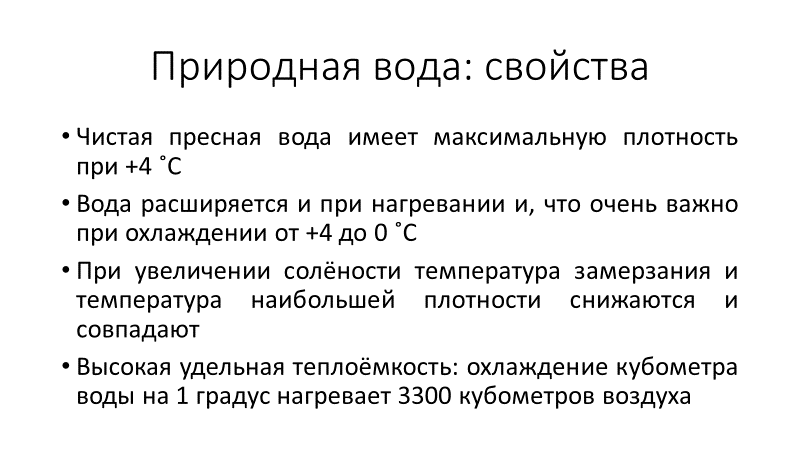 Природная вода: свойства
• Чистая пресная вода имеет максимальную плотность
при +4 ˚С
• Вода расширяется и при нагревании и, что очень важно
при охлаждении от +4 до 0 ˚С
• При увеличении солёности температура замерзания и
температура наибольшей плотности снижаются и
совпадают
• Высокая удельная теплоёмкость: охлаждение кубометра
воды на 1 градус нагревает 3300 кубометров воздуха